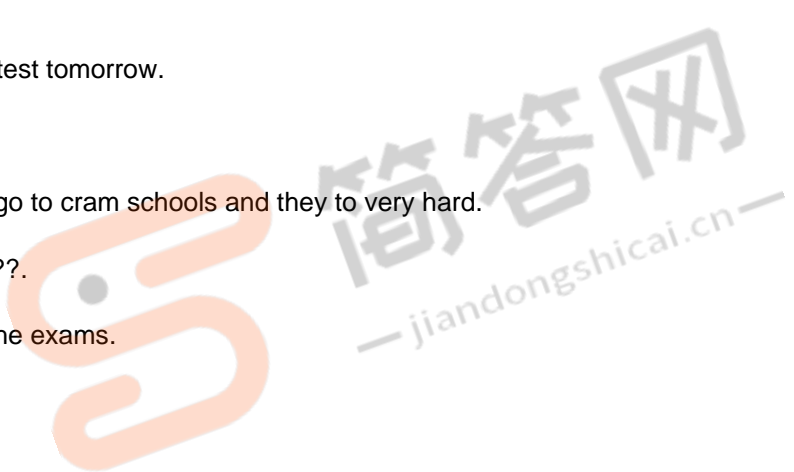 test tomorrow.
go to cram schools and they to very hard.
??.
he exams.
简答网
jiandongshicai.cn